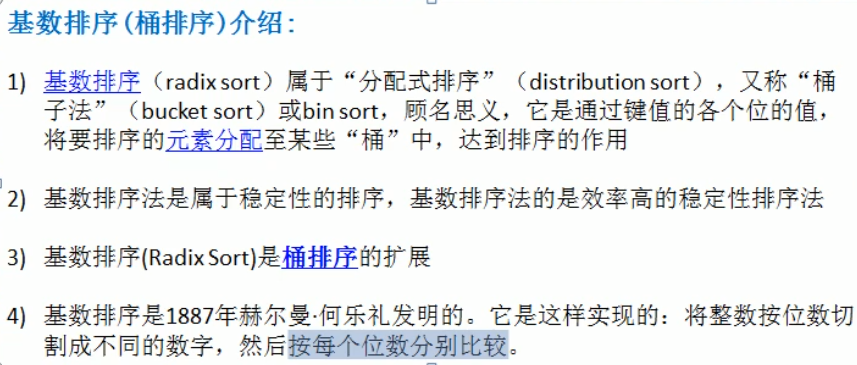 基数排序(桶排序)介绍:
1) 基数排序（radix sort）属于“分配式排序”（distribution sort），又称“桶
子法”（bucket sort）或bin sort，顾名思义，它是通过键值的各个位的值，
将要排序的元素分配至某些“桶”中，达到排序的作用
2) 基数排序法是属于稳定性的排序，基数排序法的是效率高的稳定性排序法
3) 基数排序(Radix Sort)是桶排序的扩展
4) 基数排序是1887年赫尔曼·何乐礼发明的。它是这样实现的：将整数按位数切
割成不同的数字，然后按每个位数分别比较。